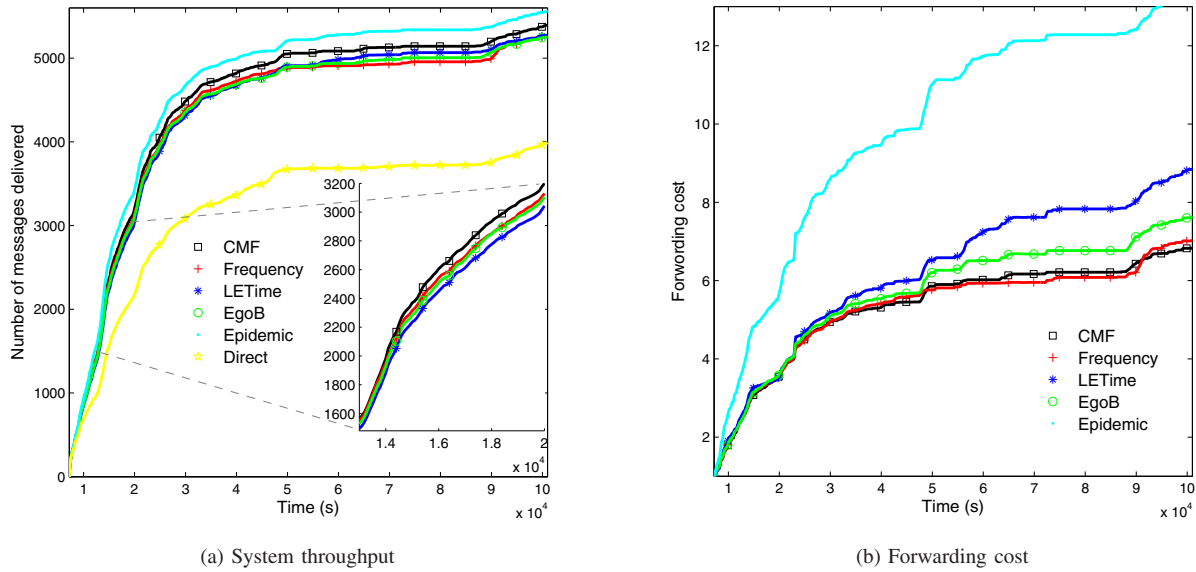 Number of messages delivered
5000
4000
3000
2000
1000
0
1 2 3 4 5 6 7 8 9 10
x 10^4
Time (s)
CMF
Frequency
LETime
EgoB
Epidemic
Direct
3200
3000
2800
2600
2400
2200
2000
1800
1600
1.4 1.6 1.8 2
x 10^4
(a) System throughput
Forwording cost
12
10
8
6
4
2
1 2 3 4 5 6 7 8 9 10
x 10^4
Time (s)
CMF
Frequency
LETime
EgoB
Epidemic
(b) Forwarding cost